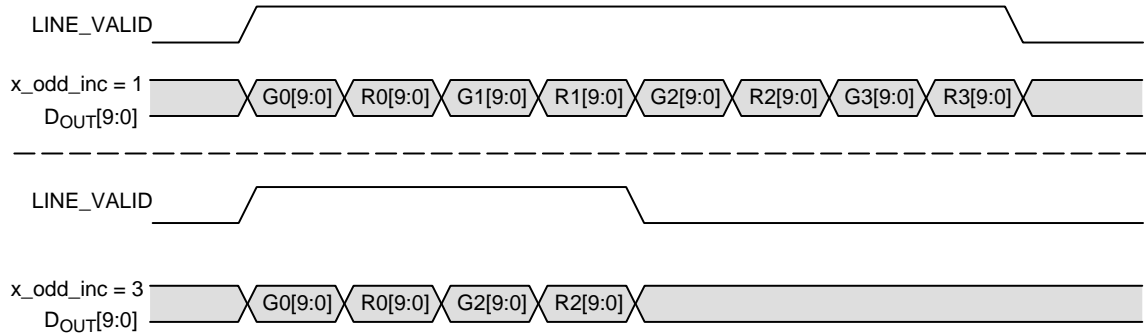 LINE_VALID
x_odd_inc = 1
D_OUT[9:0]
G0[9:0] R0[9:0] G1[9:0] R1[9:0] G2[9:0] R2[9:0] G3[9:0] R3[9:0]
LINE_VALID
x_odd_inc = 3
D_OUT[9:0]
G0[9:0] R0[9:0] G2[9:0] R2[9:0]